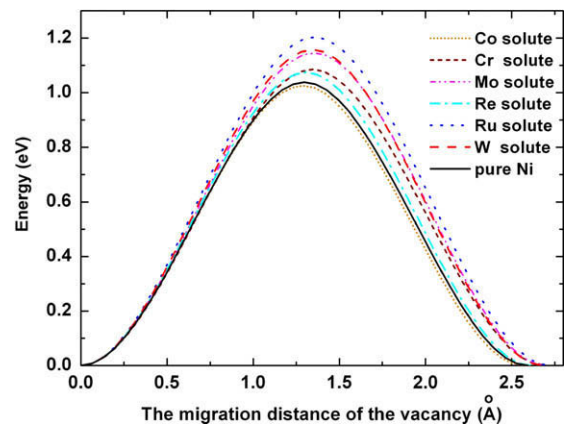 1.2
1.0
0.8
0.6
0.4
0.2
0.0
Energy (eV)
Co solute
Cr solute
Mo solute
Re solute
Ru solute
W solute
pure Ni
0.0 0.5 1.0 1.5 2.0 2.5
The migration distance of the vacancy (Å)